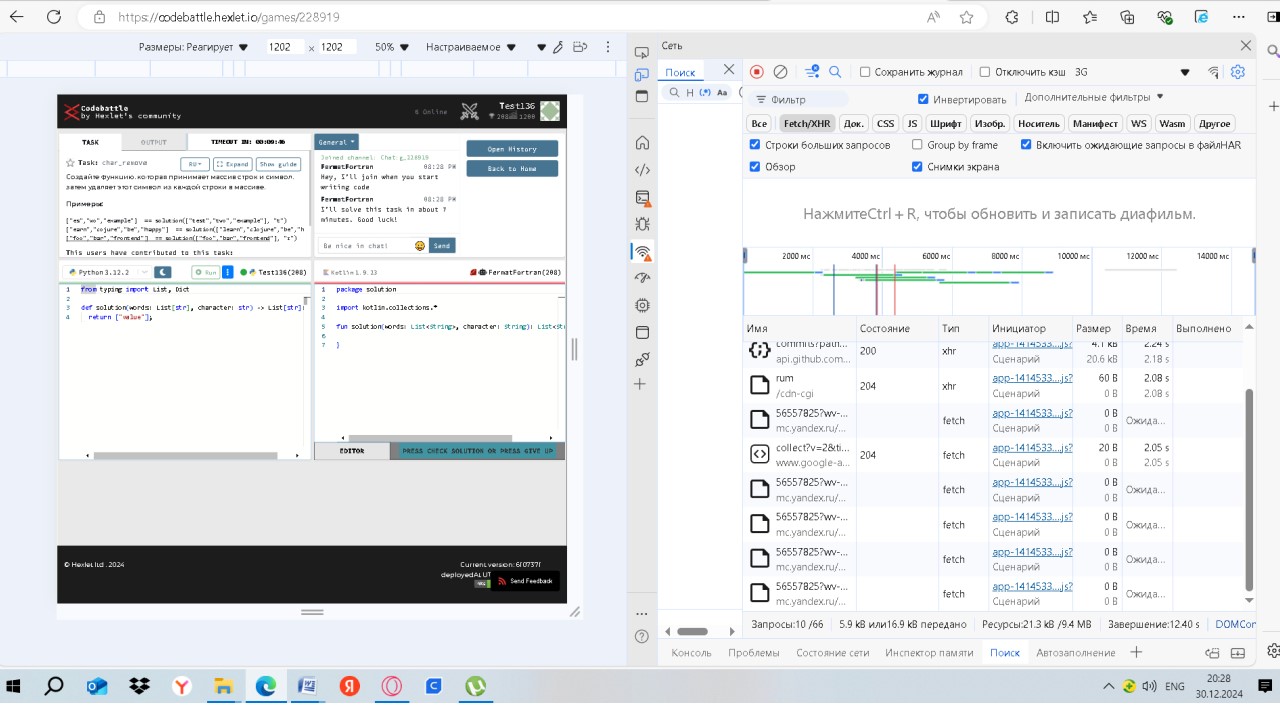 https://codebattle.hexlet.io/games/228919
Размеры: Реагирует ▼ 1202 × 1202 50% ▼ Настраиваемое ▼
Codebattle
by Hexlet's community
6 Online
Test136
208 1200
TASK OUTPUT TIMEOUT IN: 00:09:46
Task: char_remove RU Expand Show guide
Создайте функцию, которая принимает массив строк и символ,
затем удаляет этот символ из каждой строки в массиве.
Примеры:
["es","wo","example"] == solution(["test","two","example"], "t")
["earn","cojure","be","happy"] == solution(["learn","clojure","be","h
["foo","bar","frontend"] == solution(["foo","bar","frontend"], "r")
This users have contributed to this task:
General
Joined channel: Chat:g_228919
FermatFortran 08:28 PM
Hey, I'll join when you start
writing code
FermatFortran 08:28 PM
I'll solve this task in about 7
minutes. Good luck!
Be nice in chat! Send
Open History
Back to Home
Python 3.12.2 Run Test136(208)
1 from typing import List, Dict
2
3 def solution(words: List[str], character: str) -> List[str]:
4 return ["value"];
Kotlin 1.9.23 FermatFortran(208)
1 package solution
2
3 import kotlin.collections.*
4
5 fun solution(words: List<String>, character: String): List<St
6
7 }
EDITOR PRESS CHECK SOLUTION OR PRESS GIVE UP
© Hexlet ltd., 2024
Current version: 6f0737f
deployed At UT
Send Feedback
Сеть
Поиск
Н (.*) Aa
Сохранить журнал Отключить кэш 3G
Фильтр Инвертировать Дополнительные фильтры ▼
Все Fetch/XHR Док. CSS JS Шрифт Изобр. Носитель Манифест WS Wasm Другое
Строки больших запросов Включить ожидающие запросы в файл HAR
Обзор Снимки экрана
НажмитеCtrl + R, чтобы обновить и записать диафильм.
2000 мс 4000 мс 6000 мс 8000 мс 10000 мс 12000 мс 14000 мс
Имя Состояние Тип Инициатор Размер Время Выполнено
commits?path... 200 xhr app-1414533....js? 4.1 kB 2.24 s
api.github.com... Сценарий 20.6 kB 2.18 s
rum 204 xhr app-1414533....js? 60 B 2.08 s
/cdn-cgi Сценарий 0 B 2.08 s
56557825?wv-... fetch app-1414533....js? 0 B Ожида...
mc.yandex.ru/... Сценарий 0 B
collect?v=2&ti... 204 fetch app-1414533....js? 200 B 2.05 s
www.google-a... Сценарий 0 B 2.05 s
56557825?wv-... fetch app-1414533....js? 0 B Ожида...
mc.yandex.ru/... Сценарий 0 B
56557825?wv-... fetch app-1414533....js? 0 B Ожида...
mc.yandex.ru/... Сценарий 0 B
56557825?wv-... fetch app-1414533....js? 0 B Ожида...
mc.yandex.ru/... Сценарий 0 B
56557825?wv-... fetch app-1414533....js? 0 B Ожида...
mc.yandex.ru/... Сценарий 0 B
Запросы:10 /66 5.9 kB или16.9 kB передано Ресурсы:21.3 kB /9.4 MB Завершение:12.40 s DOMCon
Консоль Проблемы Состояние сети Инспектор памяти Поиск Автозаполнение
ENG 20:28
30.12.2024